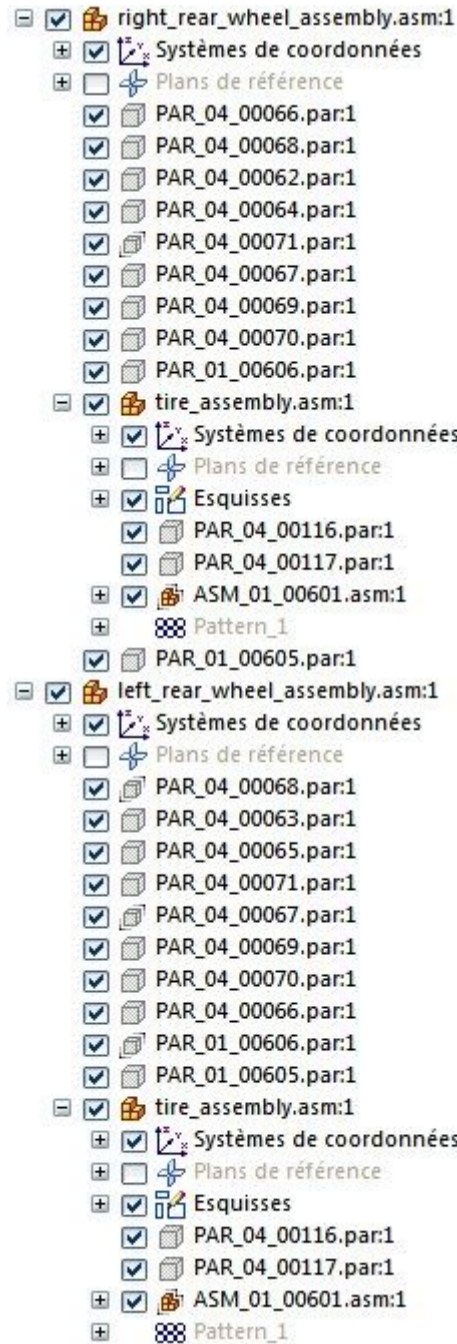 right_rear_wheel_assembly.asm:1
Systèmes de coordonnées
Plans de référence
PAR_04_00066.par:1
PAR_04_00068.par:1
PAR_04_00062.par:1
PAR_04_00064.par:1
PAR_04_00071.par:1
PAR_04_00067.par:1
PAR_04_00069.par:1
PAR_04_00070.par:1
PAR_01_00606.par:1
tire_assembly.asm:1
Systèmes de coordonnées
Plans de référence
Esquisses
PAR_04_00116.par:1
PAR_04_00117.par:1
ASM_01_00601.asm:1
Pattern_1
PAR_01_00605.par:1
left_rear_wheel_assembly.asm:1
Systèmes de coordonnées
Plans de référence
PAR_04_00068.par:1
PAR_04_00063.par:1
PAR_04_00065.par:1
PAR_04_00071.par:1
PAR_04_00067.par:1
PAR_04_00069.par:1
PAR_04_00070.par:1
PAR_04_00066.par:1
PAR_01_00606.par:1
PAR_01_00605.par:1
tire_assembly.asm:1
Systèmes de coordonnées
Plans de référence
Esquisses
PAR_04_00116.par:1
PAR_04_00117.par:1
ASM_01_00601.asm:1
Pattern_1